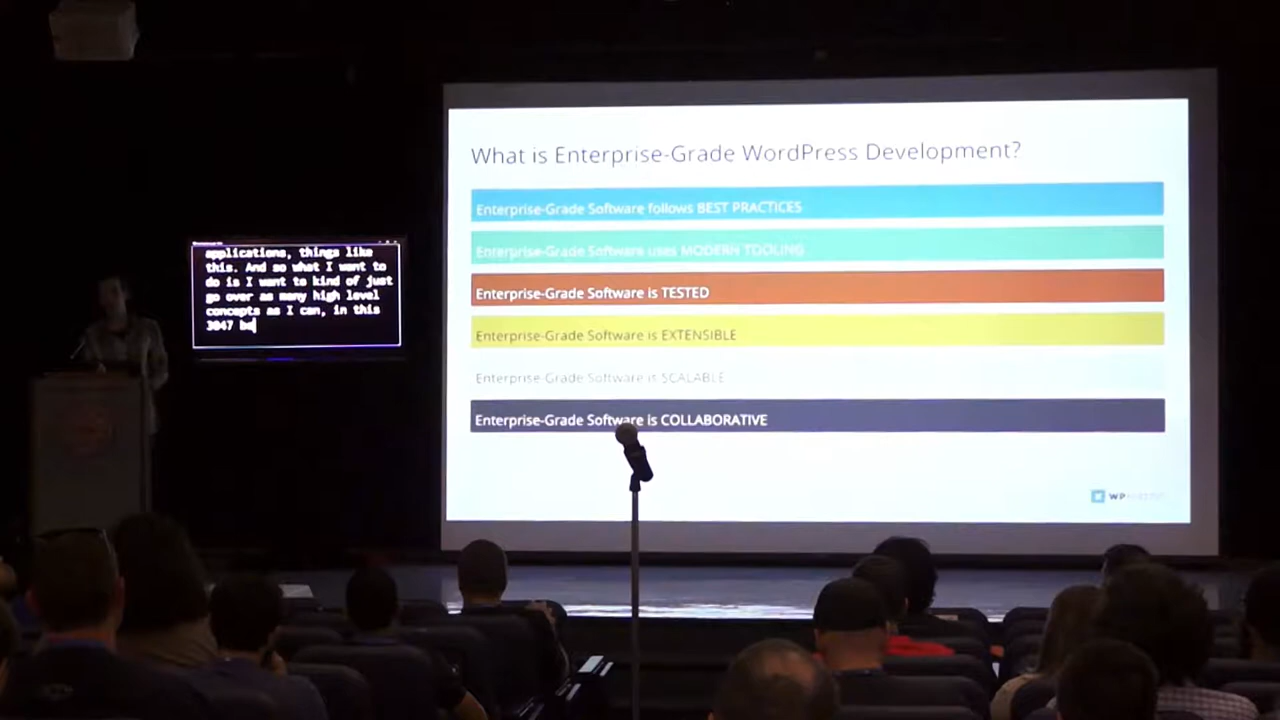 What is Enterprise-Grade WordPress Development?
Enterprise-Grade Software follows BEST PRACTICES
Enterprise-Grade Software uses MODERN TOOLING
Enterprise-Grade Software is TESTED
Enterprise-Grade Software is EXTENSIBLE
Enterprise-Grade Software is SCALABLE
Enterprise-Grade Software is COLLABORATIVE
WP
applications, things like
this. And so what I want to
do is I want to kind of just
go over as many high level
concepts as I can, in this
3047 be